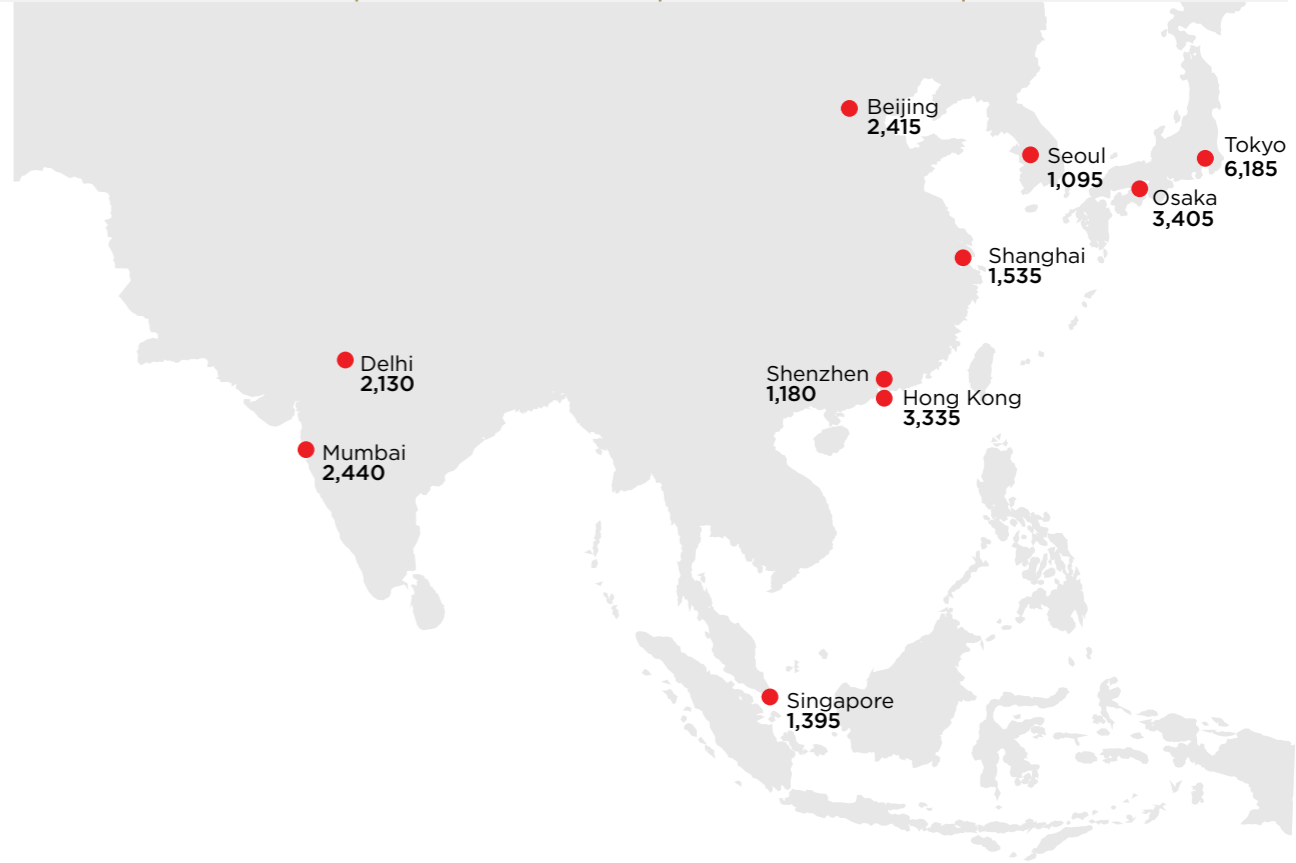 Beijing
2,415
Seoul
1,095
Tokyo
6,185
Osaka
3,405
Shanghai
1,535
Delhi
2,130
Shenzhen
1,180
Hong Kong
3,335
Mumbai
2,440
Singapore
1,395